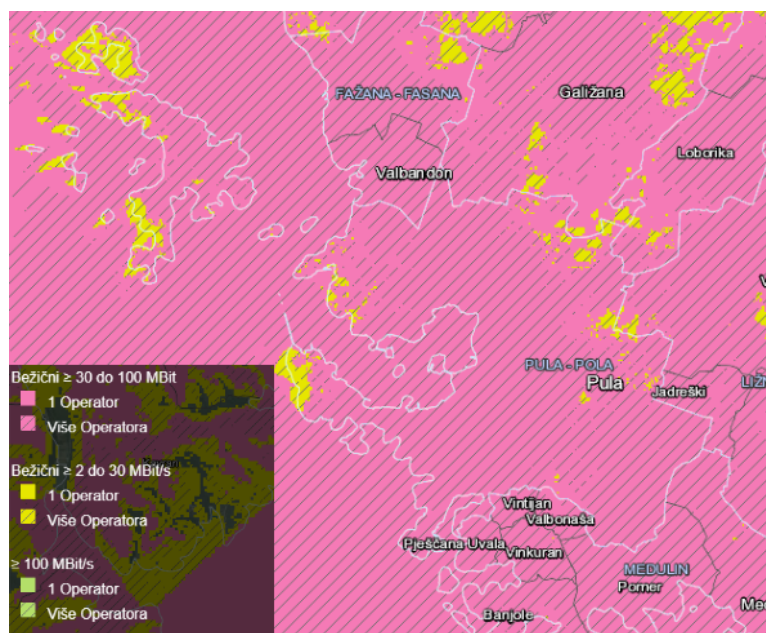 FAŽANA - FASANA
Galižana
Loborika
Valbandon
PULA - POLA
Pula
Jadreški
Bežični ≥ 30 do 100 MBit
1 Operator
Više Operatora
Bežični ≥ 2 do 30 MBit/s
1 Operator
Više Operatora
≥ 100 MBit/s
1 Operator
Više Operatora
Vintijan
Valbonaša
Pješčana Uvala
Vinkuran
MEDULIN
Pomer
Banjole